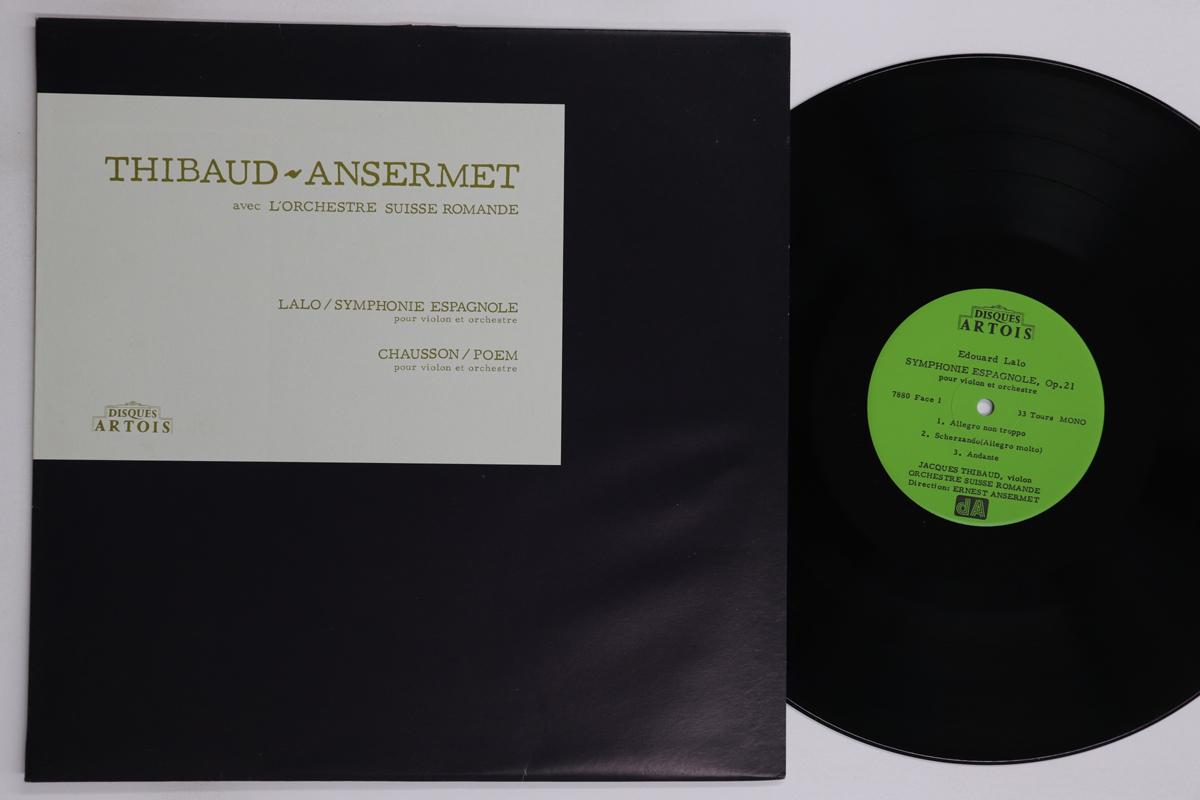 THIBAUD ~ ANSERMET
avec L'ORCHESTRE SUISSE ROMANDE
LALO / SYMPHONIE ESPAGNOLE
pour violon et orchestre
CHAUSSON / POEM
pour violon et orchestre
DISQUES
ARTOIS
DISQUES
ARTOIS
Edouard Lalo
SYMPHONIE ESPAGNOLE, Op.21
pour violon et orchestre
7880 Face 1
33 Tours MONO
1. Allegro non troppo
2. Scherzando(Allegro molto)
3. Andante
JACQUES THIBAUD, violon
ORCHESTRE SUISSE ROMANDE
Direction: ERNEST ANSERMET
dA